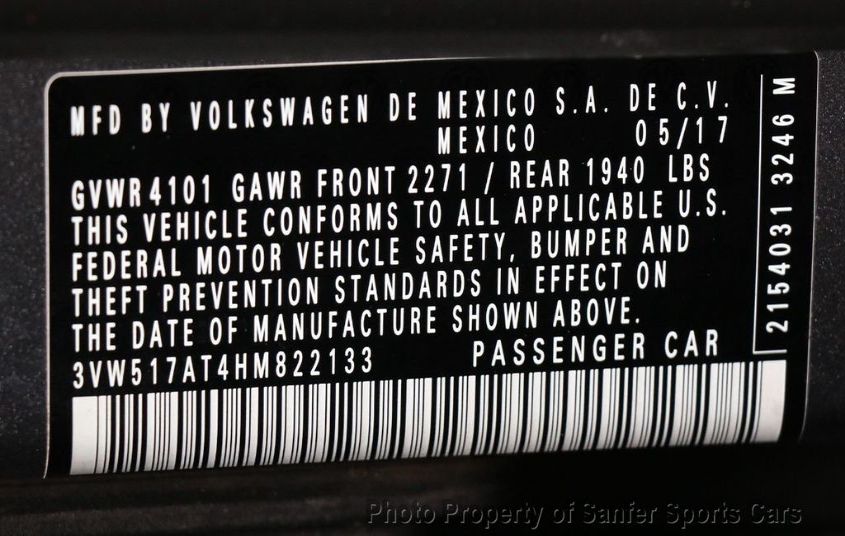 MFD BY VOLKSWAGEN DE MEXICO S.A. DE C.V.
MEXICO 05/17
GVWR 4101 GAWR FRONT 2271 / REAR 1940 LBS
THIS VEHICLE CONFORMS TO ALL APPLICABLE U.S.
FEDERAL MOTOR VEHICLE SAFETY, BUMPER AND
THEFT PREVENTION STANDARDS IN EFFECT ON
THE DATE OF MANUFACTURE SHOWN ABOVE.
3VW517AT4HM822133 PASSENGER CAR
2154031 3246 M
Photo Property of Sanfer Sports Cars